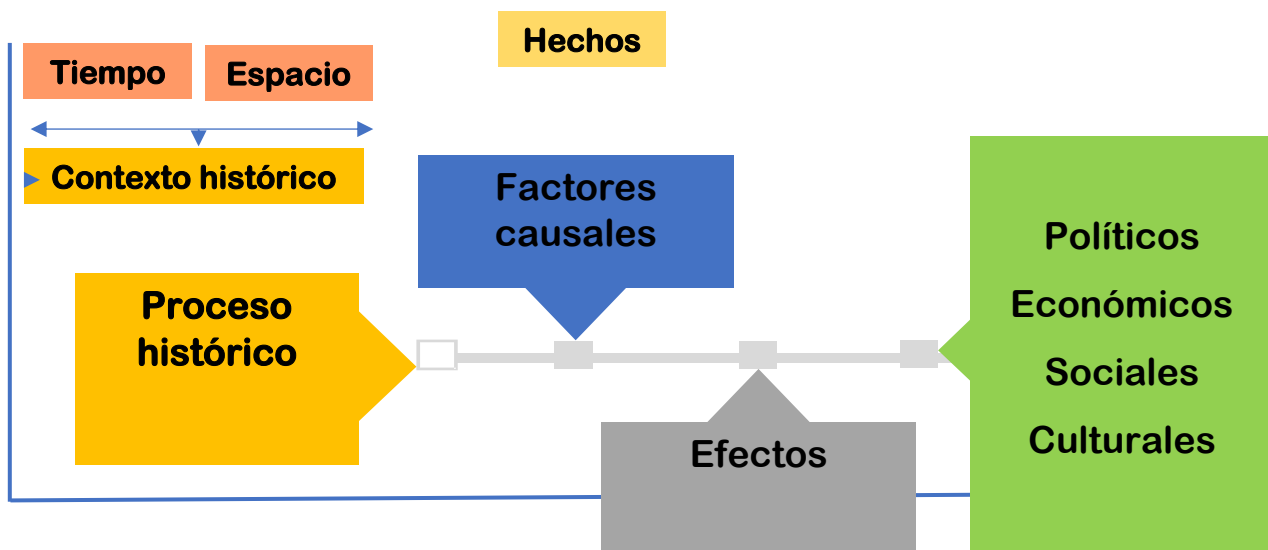 Hechos
Tiempo
Espacio
Contexto histórico
Factores
causales
Proceso
histórico
Efectos
Políticos
Económicos
Sociales
Culturales